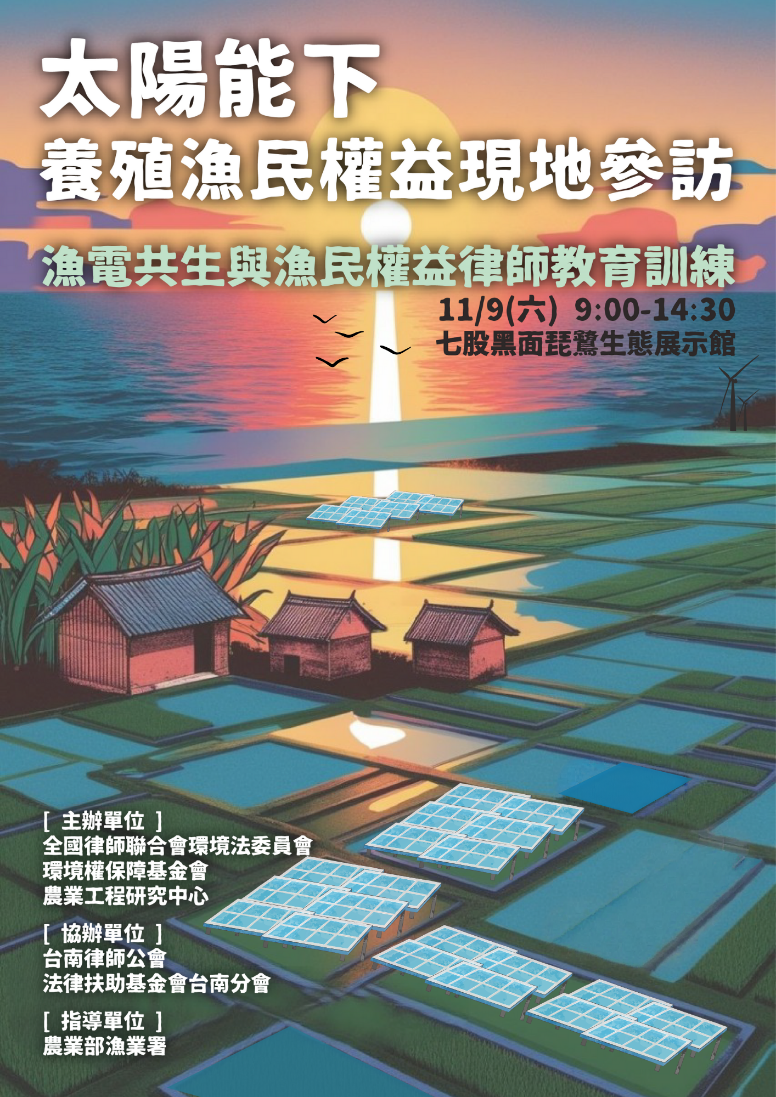 太陽能下
養殖漁民權益現地參訪
漁電共生與漁民權益律師教育訓練
11/9(六) 9:00-14:30
七股黑面琵鷺生態展示館
[ 主辦單位 ]
全國律師聯合會環境法委員會
環境權保障基金會
農業工程研究中心
[ 協辦單位 ]
台南律師公會
法律扶助基金會台南分會
[ 指導單位 ]
農業部漁業署